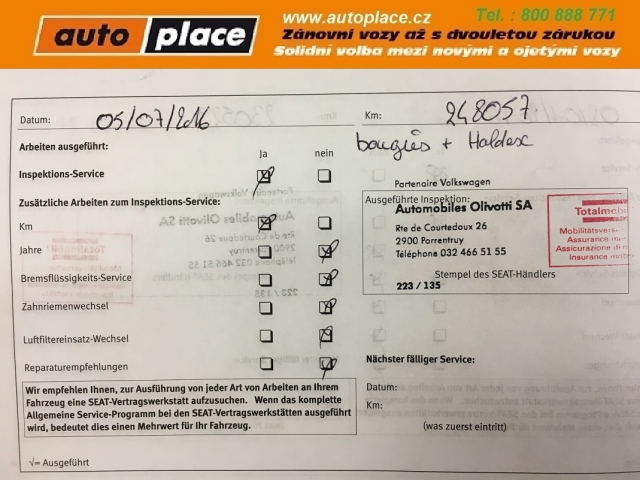 auto place
www.autoplace.cz
Tel. : 800 888 771
Zánovní vozy až s dvouletou zárukou
Solidní volba mezi novými a ojetými vozy
Datum: 05/07/2016
Km: 248057
Arbeiten ausgeführt:
Ja nein
bougies + Haldex
Inspektions-Service
Zusätzliche Arbeiten zum Inspektions-Service:
Km
Jahre
Bremsflüssigkeits-Service
Zahnriemenwechsel
Luftfiltereinsatz-Wechsel
Reparaturempfehlungen
Partenaire Volkswagen
Ausgeführte Inspektion:
Automobiles Olivotti SA
Rte de Courtedoux 26
2900 Porrentruy
Téléphone 032 466 51 55
Stempel des SEAT-Händlers
223 / 135
Totalmobi
Mobilitätsvers
Assurance
Assicurazione di
Insurance
Wir empfehlen Ihnen, zur Ausführung von jeder Art von Arbeiten an Ihrem
Fahrzeug eine SEAT-Vertragswerkstatt aufzusuchen. Wenn das komplette
Allgemeine Service-Programm bei den SEAT-Vertragswerkstätten ausgeführt
wird, bedeutet dies einen Mehrwert für Ihr Fahrzeug.
Nächster fälliger Service:
Datum:
Km:
(was zuerst eintritt)
√= Ausgeführt